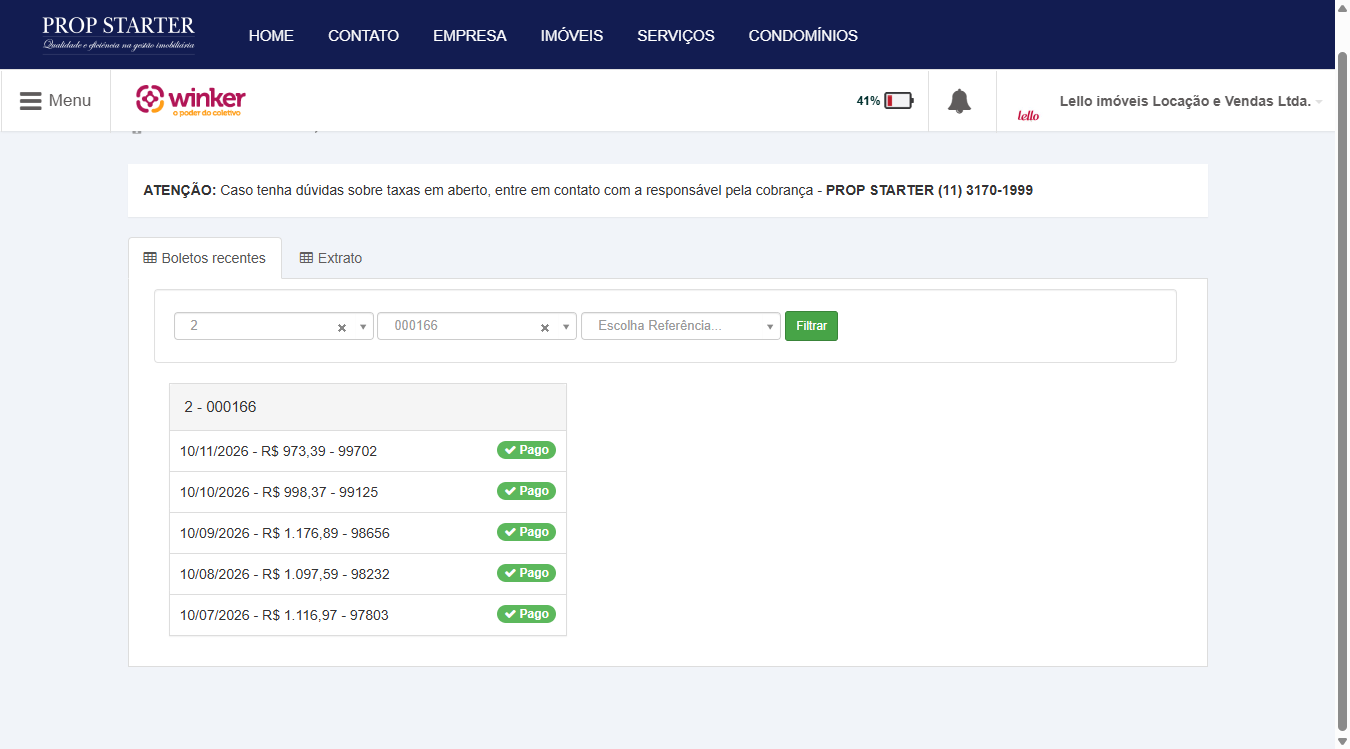 PROP STARTER
Qualidade e eficiência na gestão imobiliária
HOME CONTATO EMPRESA IMÓVEIS SERVIÇOS CONDOMÍNIOS
Menu
winker
o poder do coletivo
41%
lello
Lello imóveis Locação e Vendas Ltda.
ATENÇÃO: Caso tenha dúvidas sobre taxas em aberto, entre em contato com a responsável pela cobrança - PROP STARTER (11) 3170-1999
Boletos recentes Extrato
2 000166 Escolha Referência... Filtrar
2 - 000166
10/11/2026 - R$ 973,39 - 99702 Pago
10/10/2026 - R$ 998,37 - 99125 Pago
10/09/2026 - R$ 1.176,89 - 98656 Pago
10/08/2026 - R$ 1.097,59 - 98232 Pago
10/07/2026 - R$ 1.116,97 - 97803 Pago